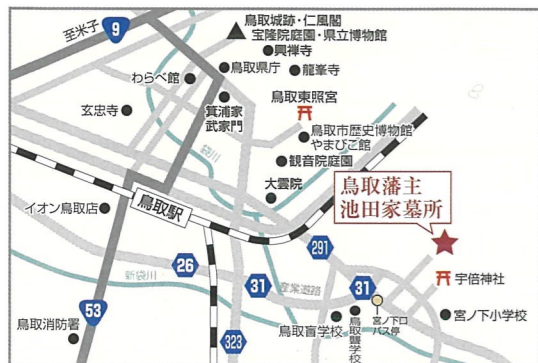 至米子
9
鳥取城跡・仁風閣
宝隆院庭園・県立博物館
興禅寺
鳥取県庁
龍峯寺
わらべ館
玄忠寺
箕浦家
武家門
鳥取東照宮
鳥取市歴史博物館
やまびこ館
袋川
観音院庭園
大雲院
鳥取藩主
池田家墓所
鳥取駅
イオン鳥取店
291
26
新袋川
31
産業道路
31
宇倍神社
53
鳥取消防署
323
鳥取盲学校
鳥取聾学校
宮ノ下口
バス停
宮ノ下小学校